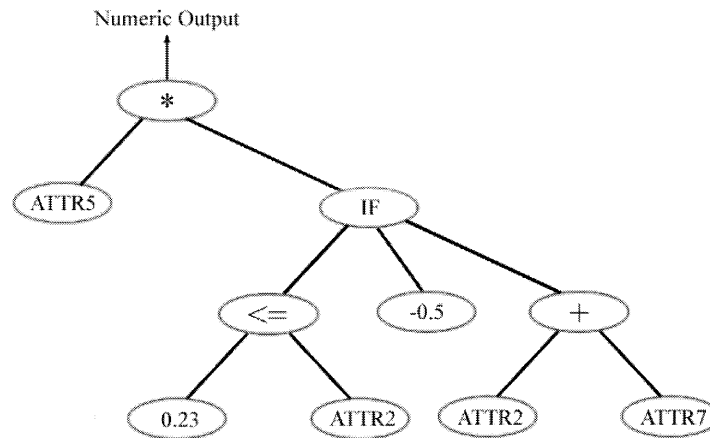 Numeric Output
*
ATTR5
IF
<=
-0.5
+
0.23
ATTR2
ATTR2
ATTR7